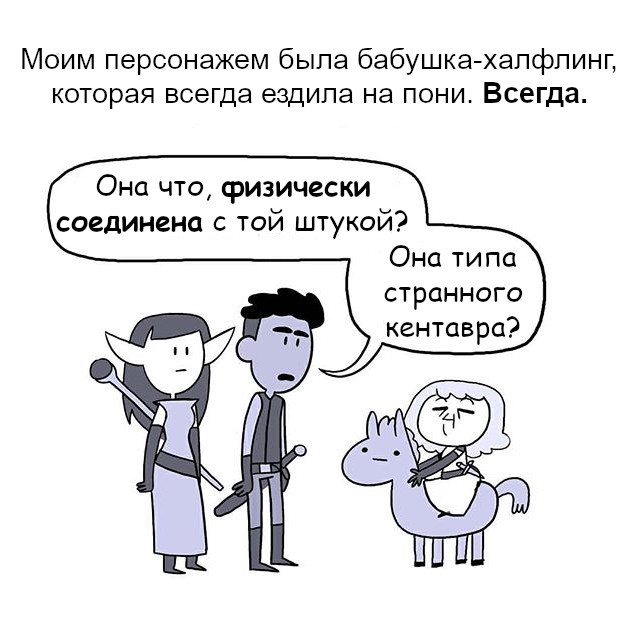 Моим персонажем была бабушка-халфлинг,
которая всегда ездила на пони. Всегда.
Она что, физически
соединена с той штукой?
Она типа
странного
кентавра?